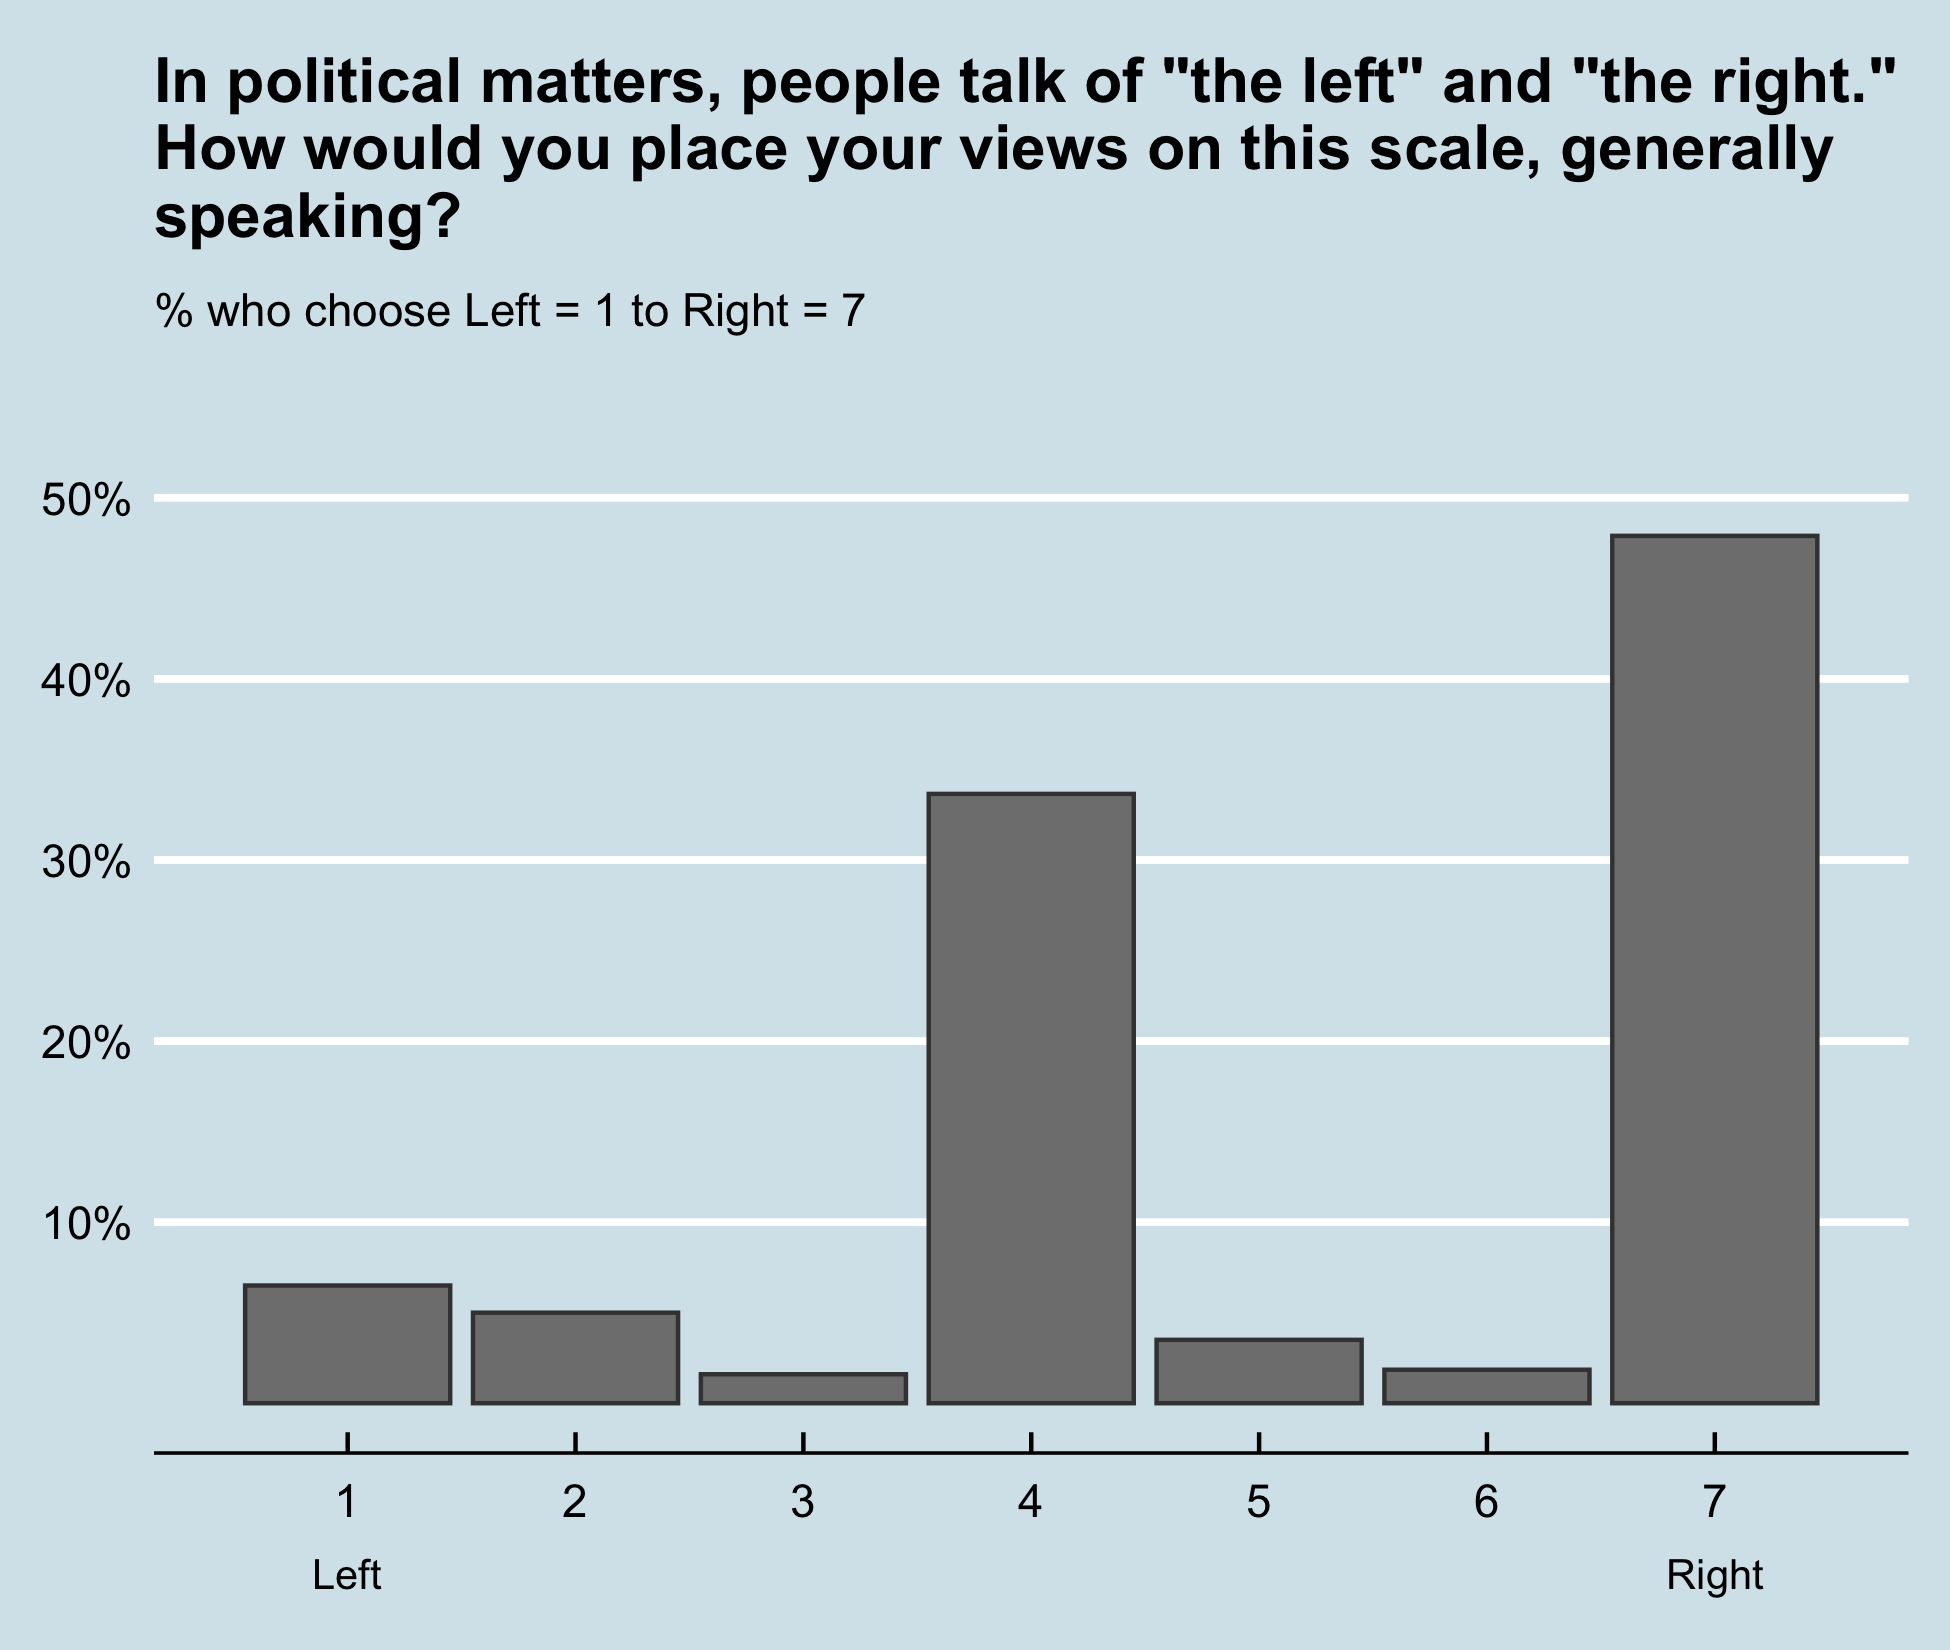 In political matters, people talk of "the left" and "the right."
How would you place your views on this scale, generally
speaking?
% who choose Left = 1 to Right = 7
50%
40%
30%
20%
10%
1 2 3 4 5 6 7
Left Right